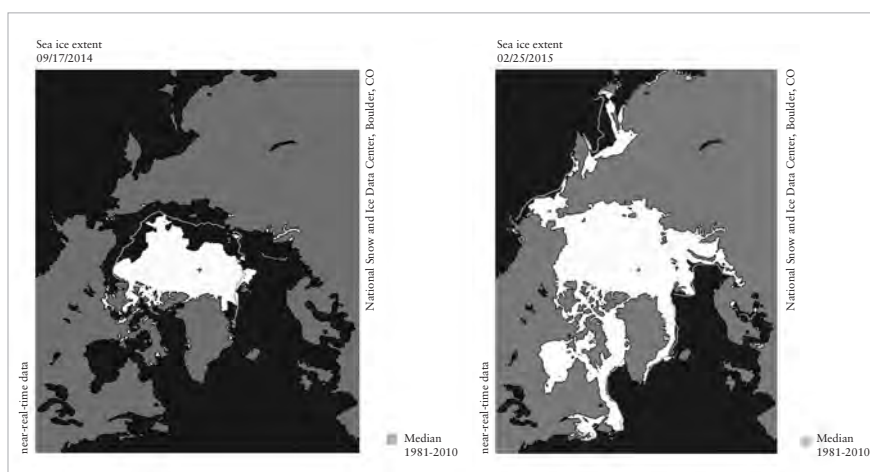 Sea ice extent
09/17/2014
National Snow and Ice Data Center, Boulder, CO
near-real-time data
Median
1981-2010
Sea ice extent
02/25/2015
National Snow and Ice Data Center, Boulder, CO
near-real-time data
Median
1981-2010